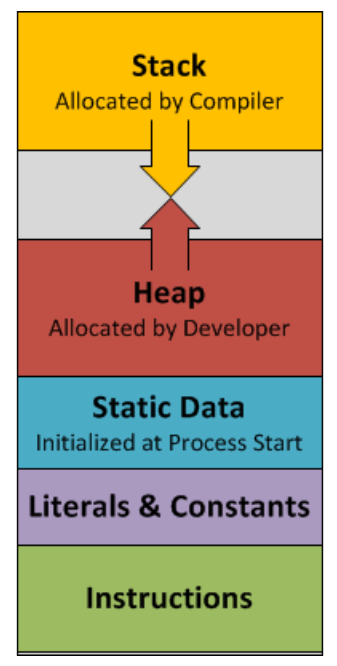 Stack
Allocated by Compiler
Heap
Allocated by Developer
Static Data
Initialized at Process Start
Literals & Constants
Instructions